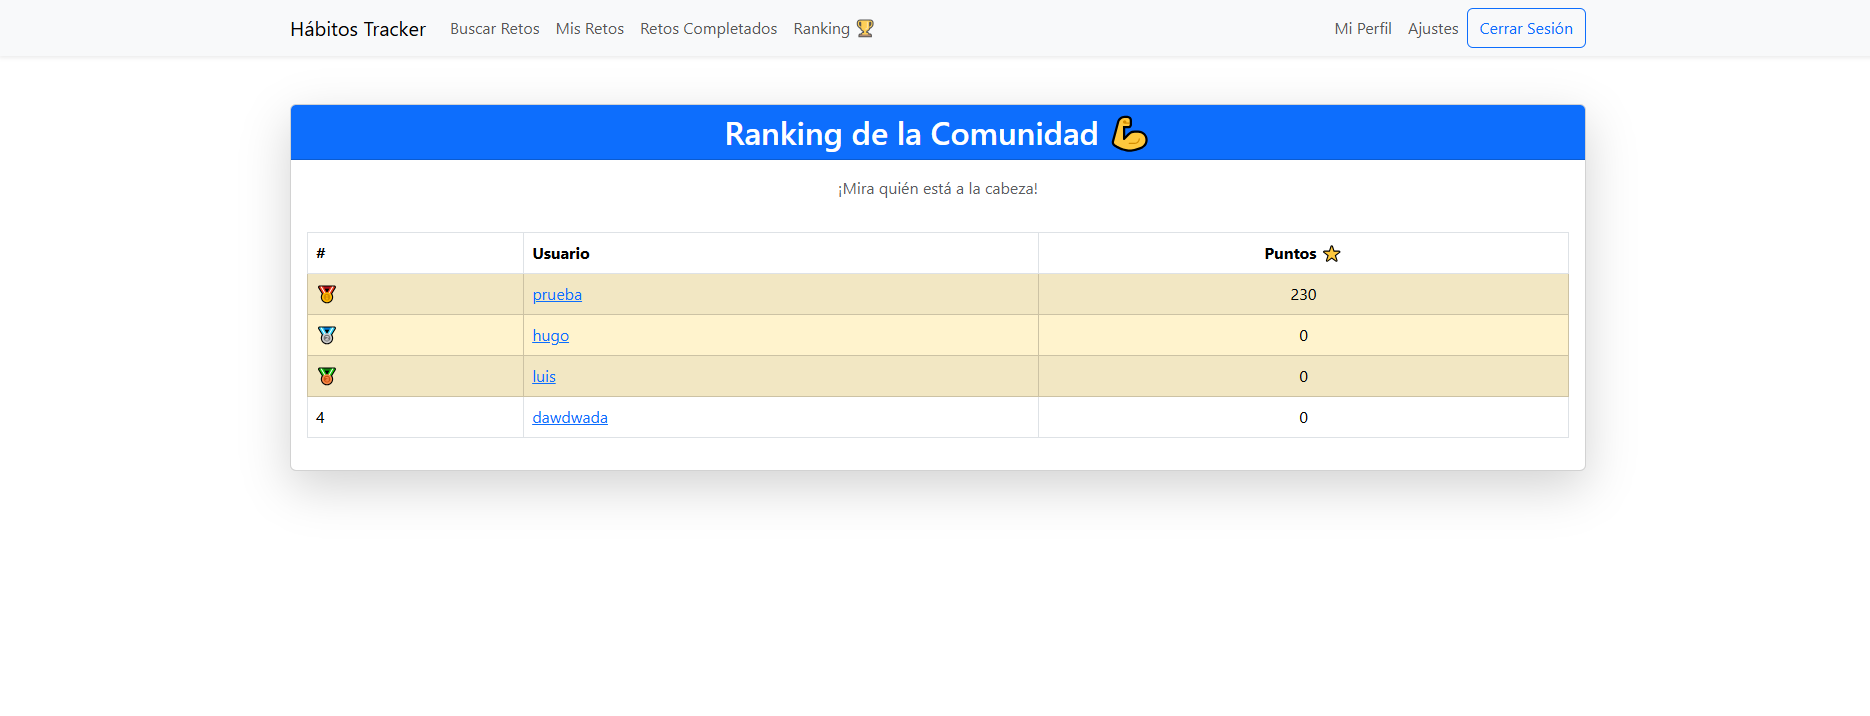 Hábitos Tracker Buscar Retos Mis Retos Retos Completados Ranking 🏆 Mi Perfil Ajustes Cerrar Sesión
Ranking de la Comunidad 💪
¡Mira quién está a la cabeza!
# Usuario Puntos ⭐
🥇 prueba 230
🥈 hugo 0
🥉 luis 0
4 dawdwada 0